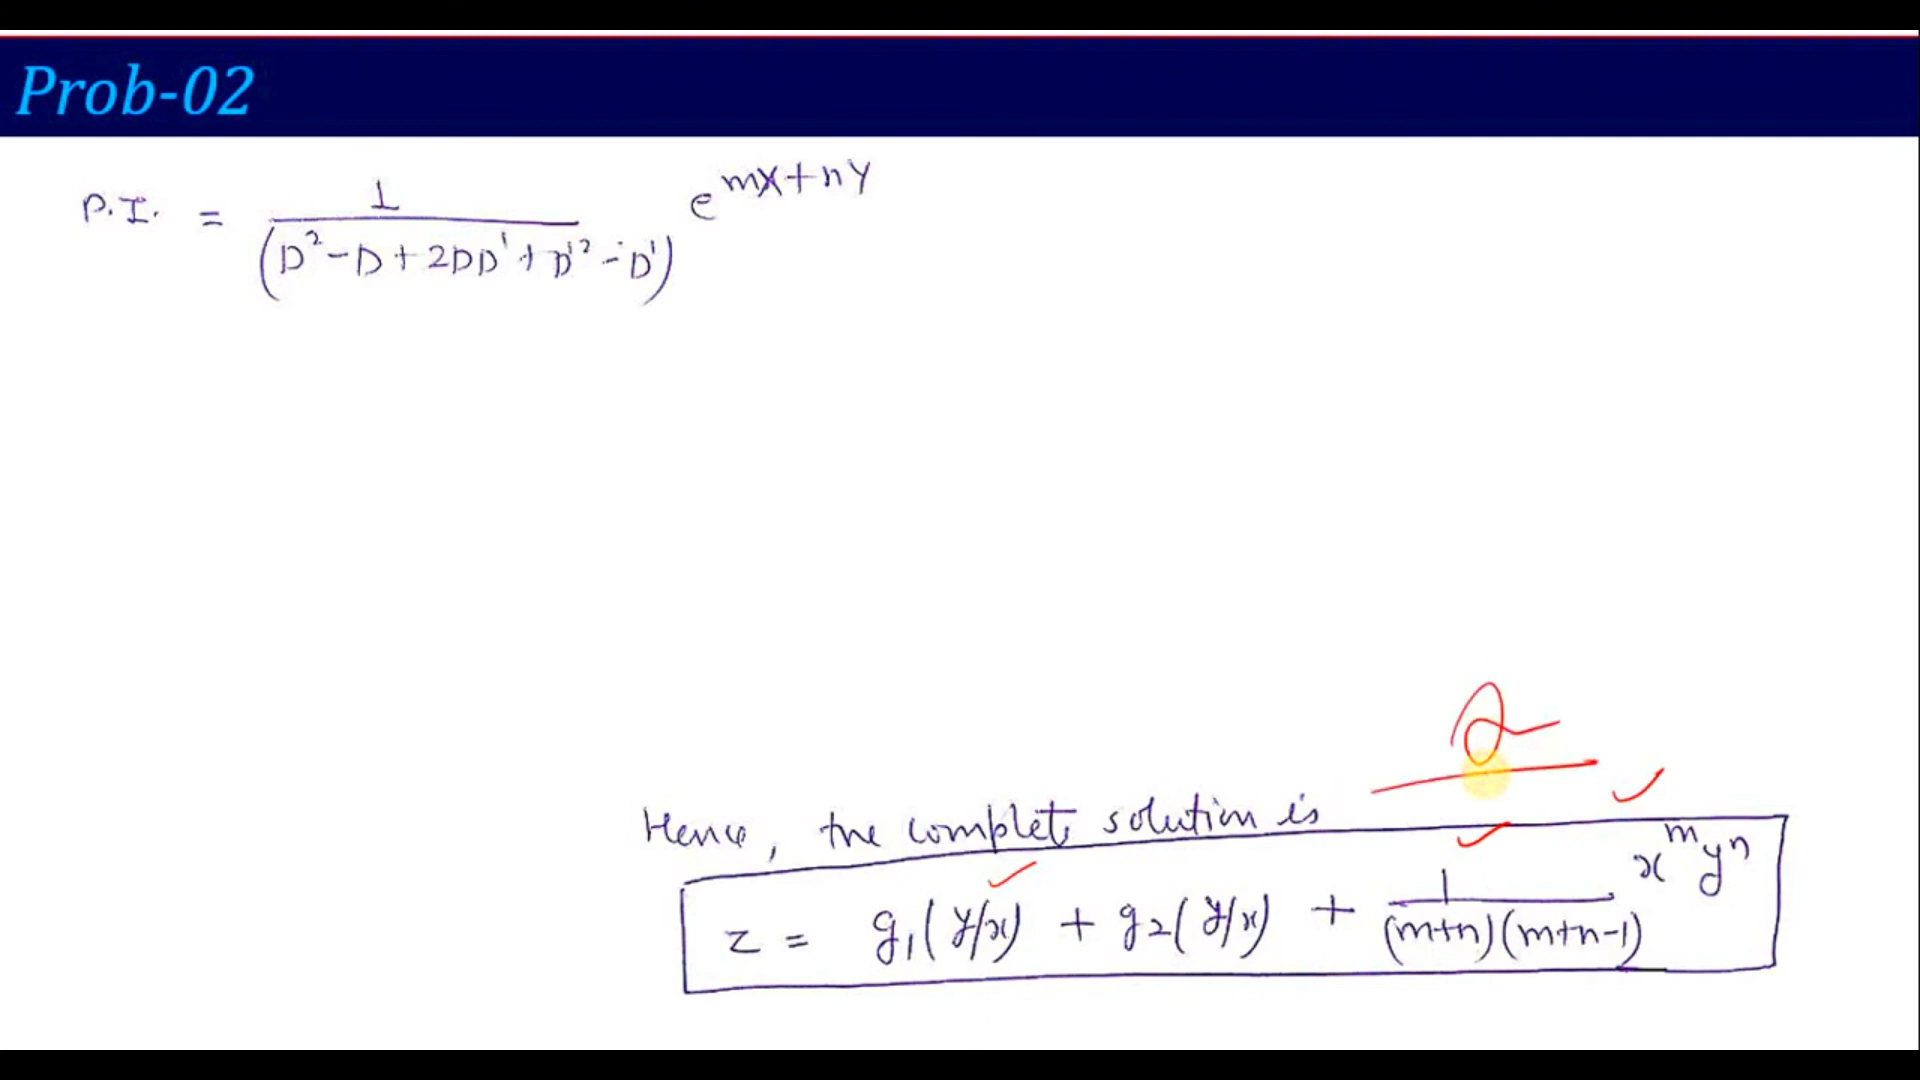 Prob-02
P.I. = 1/(D² - D + 2DD' + D'² - D') e^(mX+nY)
Hence, the complete solution is
z = g₁(y/x) + g₂(y/x) + 1/((m+n)(m+n-1)) x^m y^n